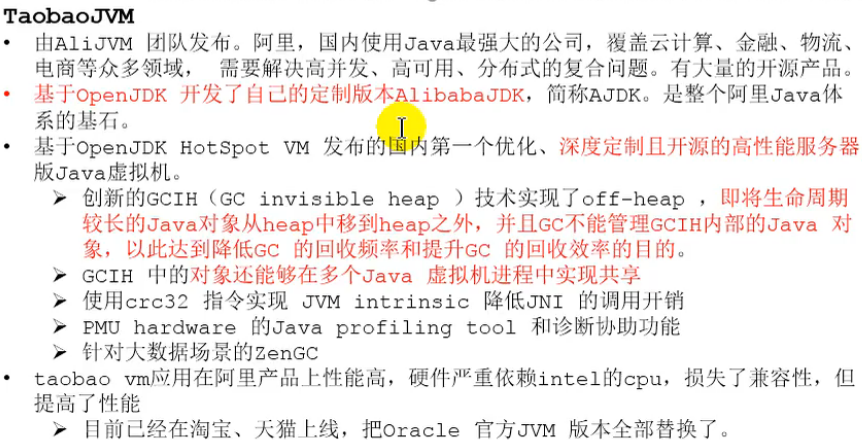 TaobaoJVM
• 由AliJVM 团队发布。阿里，国内使用Java最强大的公司，覆盖云计算、金融、物流、
电商等众多领域， 需要解决高并发、高可用、分布式的复合问题。有大量的开源产品。
• 基于OpenJDK 开发了自己的定制版本AlibabaJDK，简称AJDK。是整个阿里Java体
系的基石。
• 基于OpenJDK HotSpot VM 发布的国内第一个优化、深度定制且开源的高性能服务器
版Java虚拟机。
➤ 创新的GCIH（GC invisible heap ）技术实现了off-heap ，即将生命周期
较长的Java对象从heap中移到heap之外，并且GC不能管理GCIH内部的Java 对
象，以此达到降低GC 的回收频率和提升GC 的回收效率的目的。
➤ GCIH 中的对象还能够在多个Java 虚拟机进程中实现共享
➤ 使用crc32 指令实现 JVM intrinsic 降低JNI 的调用开销
➤ PMU hardware 的Java profiling tool 和诊断协助功能
➤ 针对大数据场景的ZenGC
• taobao vm应用在阿里产品上性能高，硬件严重依赖intel的cpu，损失了兼容性，但
提高了性能
➤ 目前已经在淘宝、天猫上线，把Oracle 官方JVM 版本全部替换了。